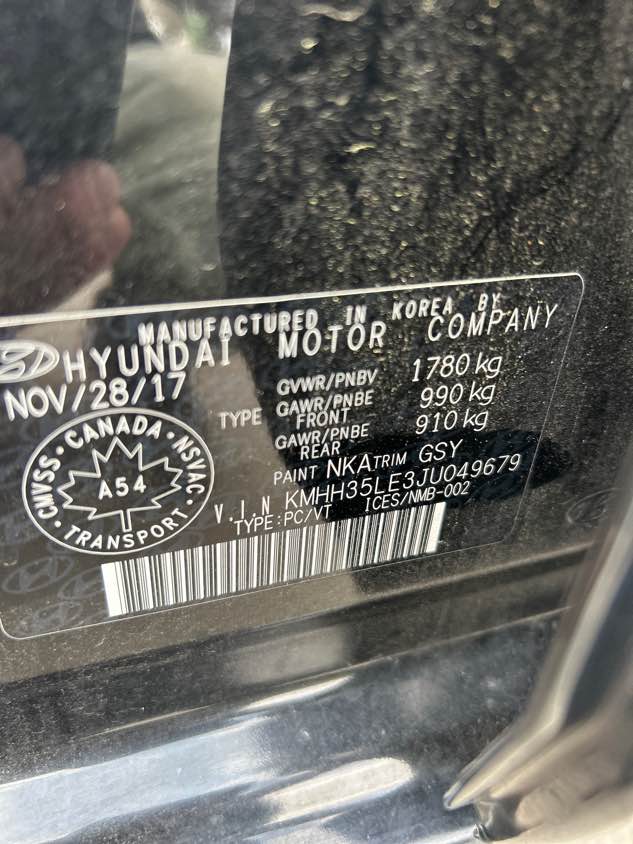 MANUFACTURED IN KOREA BY
HYUNDAI MOTOR COMPANY
NOV/28/17
GVWR/PNBV 1780 kg
TYPE GAWR/PNBE FRONT 990 kg
GAWR/PNBE REAR 910 kg
PAINT NKA TRIM GSY
V.I.N KMHH35LE3JU049679
TYPE:PC/VT ICES/NMB-002
CMVSS · CANADA · NSVAC
A54
· TRANSPORT ·